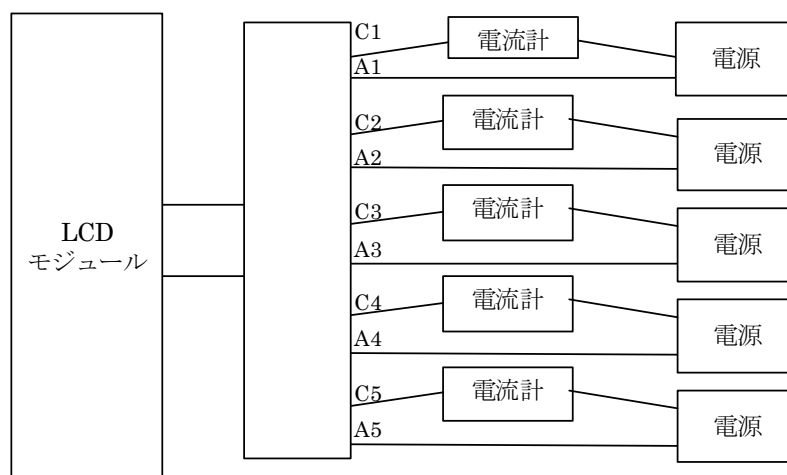 C1
電流計
電源
A1
C2
電流計
電源
A2
C3
電流計
電源
A3
LCD
モジュール
C4
電流計
電源
A4
C5
電流計
電源
A5